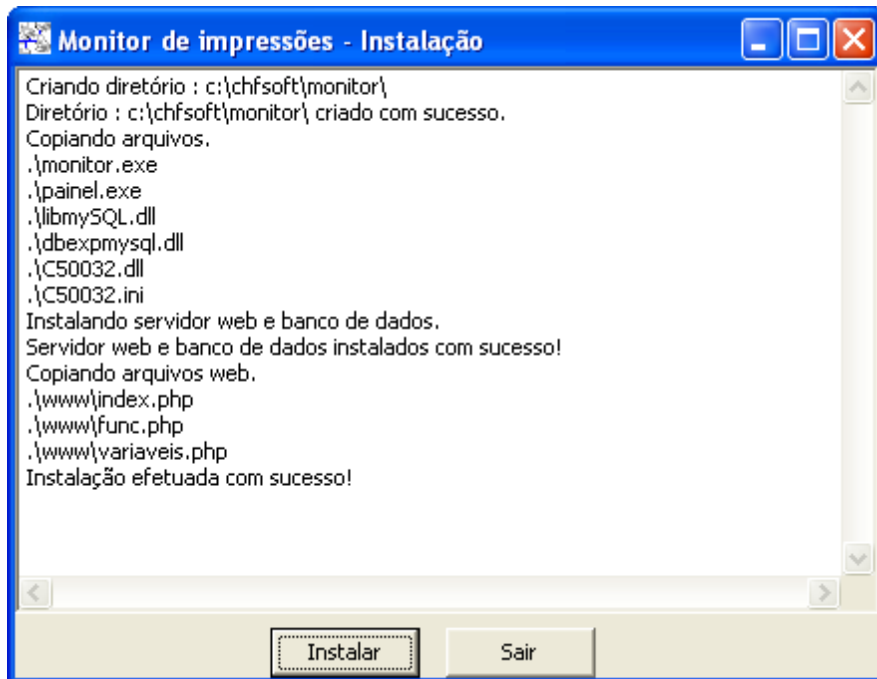 Monitor de impressões - Instalação
Criando diretório : c:\chfsoft\monitor\
Diretório : c:\chfsoft\monitor\ criado com sucesso.
Copiando arquivos.
.\monitor.exe
.\painel.exe
.\libmySQL.dll
.\dbexpmysql.dll
.\C50032.dll
.\C50032.ini
Instalando servidor web e banco de dados.
Servidor web e banco de dados instalados com sucesso!
Copiando arquivos web.
.\www\index.php
.\www\func.php
.\www\variaveis.php
Instalação efetuada com sucesso!
Instalar Sair